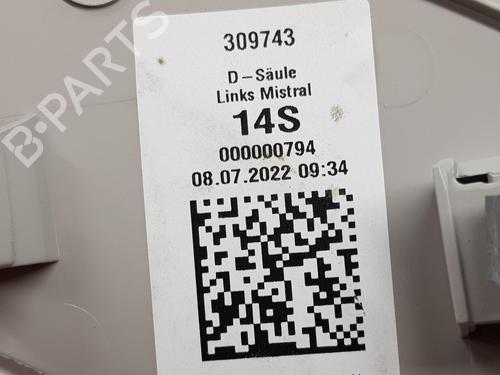 309743
D-Säule
Links Mistral
14S
000000794
08.07.2022 09:34
B-PARTS